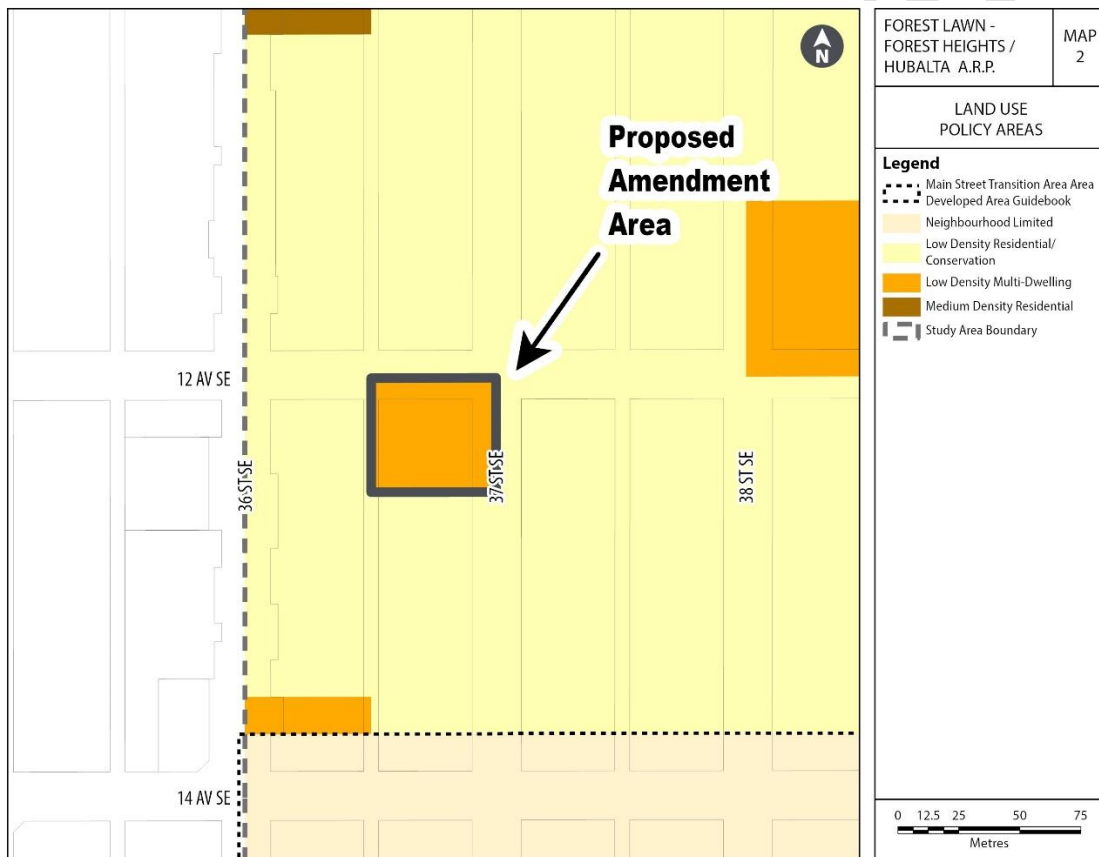 FOREST LAWN -
FOREST HEIGHTS /
HUBALTA A.R.P.
MAP
2
LAND USE
POLICY AREAS
Legend
Main Street Transition Area Area
Developed Area Guidebook
Neighbourhood Limited
Low Density Residential/
Conservation
Low Density Multi-Dwelling
Medium Density Residential
Study Area Boundary
N
Proposed
Amendment
Area
12 AV SE
36 ST SE
37 ST SE
38 ST SE
14 AV SE
0 12.5 25 50 75
Metres